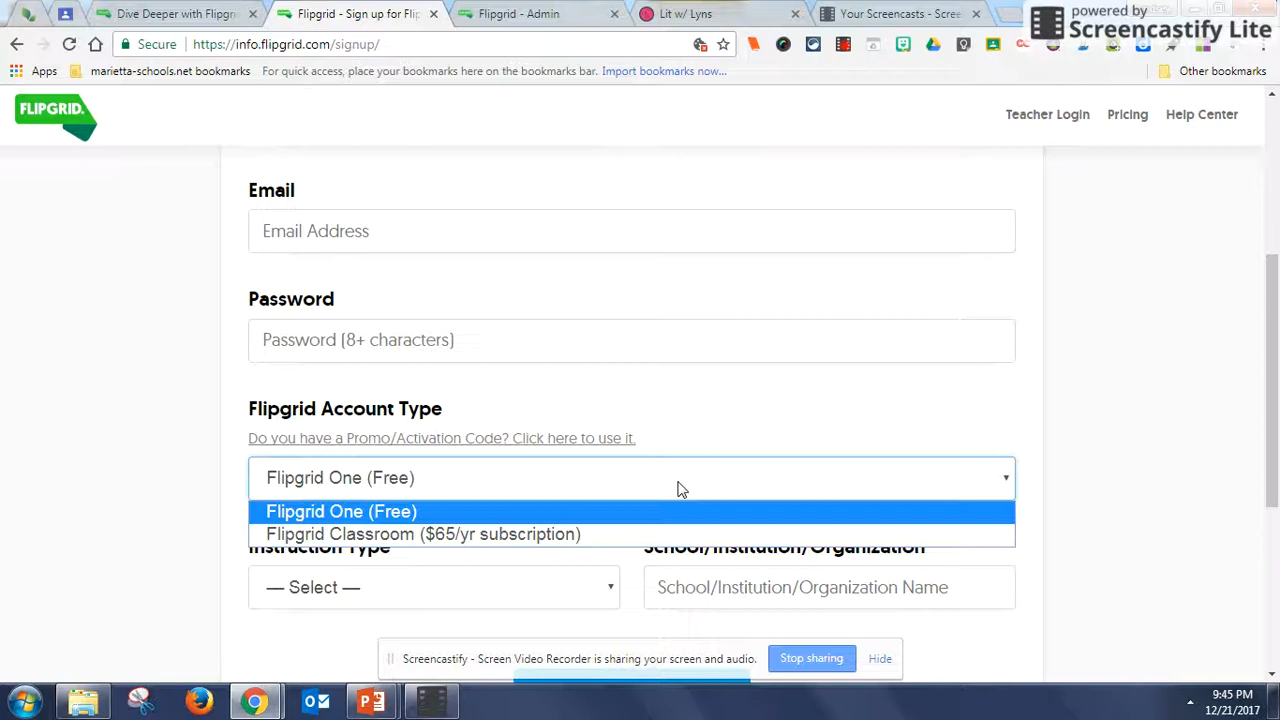 powered by
Screencastify Lite
Dive Deeper with Flipgr
Flipgrid - Signup for Flip
Flipgrid - Admin
Lit w/ Lyns
Your Screencasts - Scree
Secure
https://info.flipgrid.com/signup/
Apps
marietta-schools.net bookmarks
For quick access, place your bookmarks here on the bookmarks bar. Import bookmarks now...
Other bookmarks
FLIPGRID.
Teacher Login
Pricing
Help Center
Email
Email Address
Password
Password (8+ characters)
Flipgrid Account Type
Do you have a Promo/Activation Code? Click here to use it.
Flipgrid One (Free)
Flipgrid One (Free)
Flipgrid Classroom ($65/yr subscription)
Instruction Type
School/Institution/Organization
— Select —
School/Institution/Organization Name
Screencastify - Screen Video Recorder is sharing your screen and audio.
Stop sharing
Hide
9:45 PM
12/21/2017